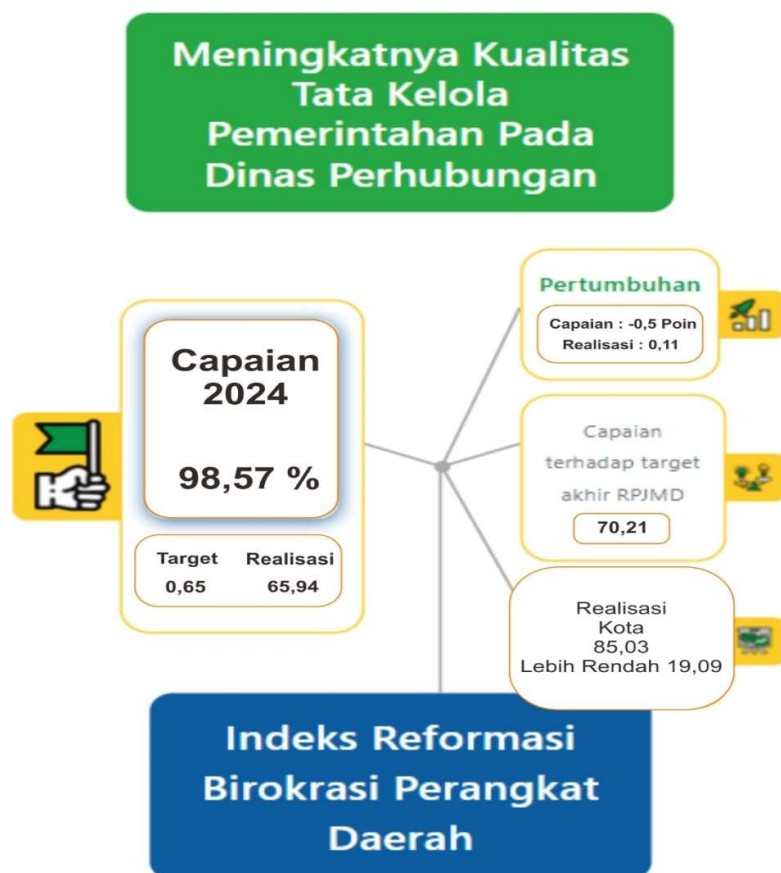 Meningkatnya Kualitas
Tata Kelola
Pemerintahan Pada
Dinas Perhubungan
Capaian
2024
98,57 %
Target Realisasi
0,65 65,94
Pertumbuhan
Capaian : -0,5 Poin
Realisasi : 0,11
Capaian
terhadap target
akhir RPJMD
70,21
Realisasi
Kota
85,03
Lebih Rendah 19,09
Indeks Reformasi
Birokrasi Perangkat
Daerah